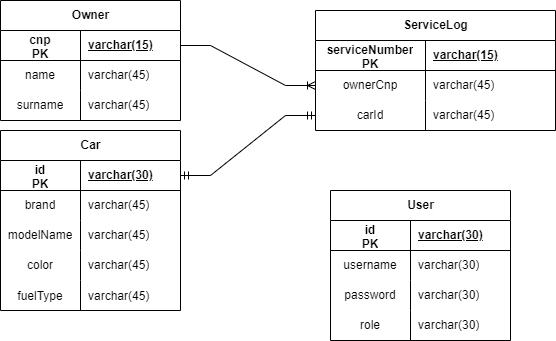 Owner
cnp
PK
varchar(15)
name
varchar(45)
surname
varchar(45)
ServiceLog
serviceNumber
PK
varchar(15)
ownerCnp
varchar(45)
carId
varchar(45)
Car
id
PK
varchar(30)
brand
varchar(45)
modelName
varchar(45)
color
varchar(45)
fuelType
varchar(45)
User
id
PK
varchar(30)
username
varchar(30)
password
varchar(30)
role
varchar(30)